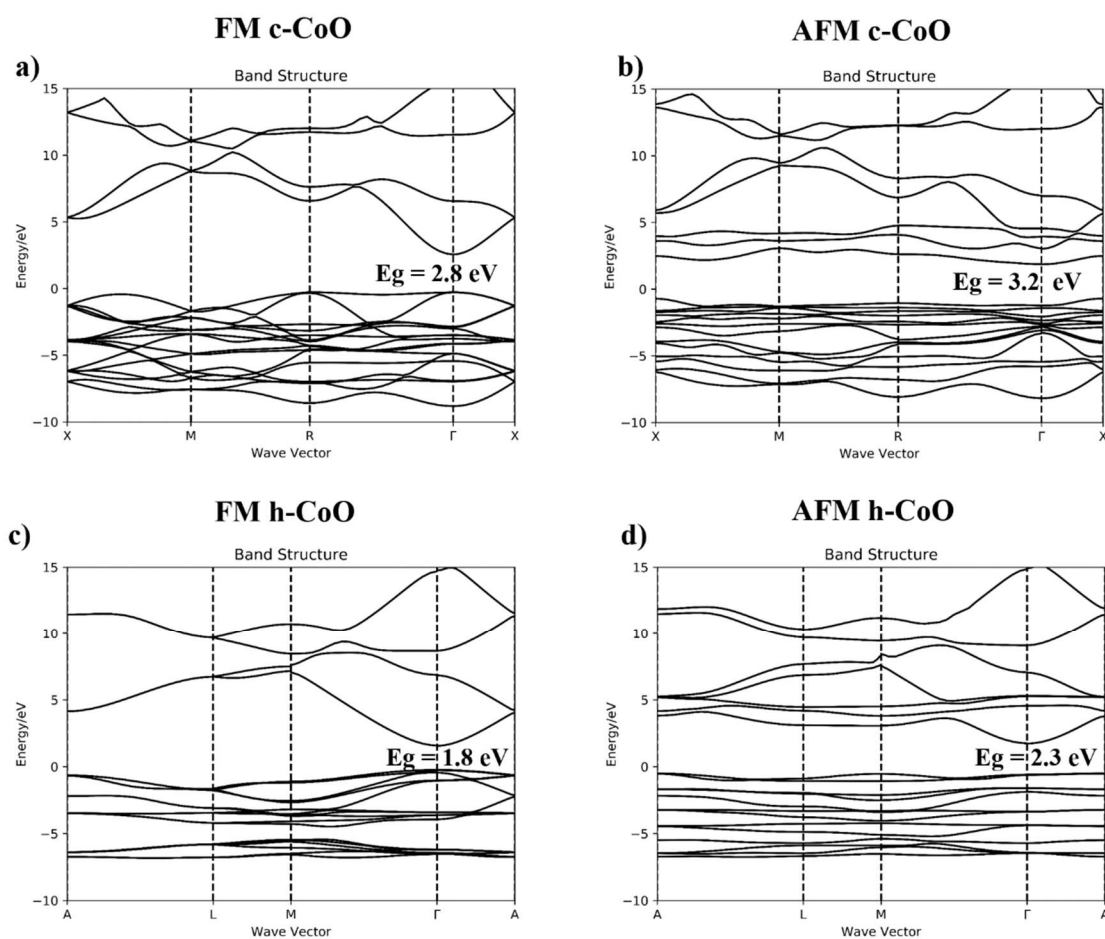 FM c-CoO
AFM c-CoO
a)
b)
Band Structure
Band Structure
15
10
5
0
−5
−10
Energy/eV
Eg = 2.8 eV
X
M
R
Γ
X
Wave Vector
15
10
5
0
−5
−10
Energy/eV
Eg = 3.2 eV
X
M
R
Γ
X
Wave Vector
FM h-CoO
AFM h-CoO
c)
d)
Band Structure
Band Structure
15
10
5
0
−5
−10
Energy/eV
Eg = 1.8 eV
A
L
M
Γ
A
Wave Vector
15
10
5
0
−5
−10
Energy/eV
Eg = 2.3 eV
A
L
M
Γ
A
Wave Vector